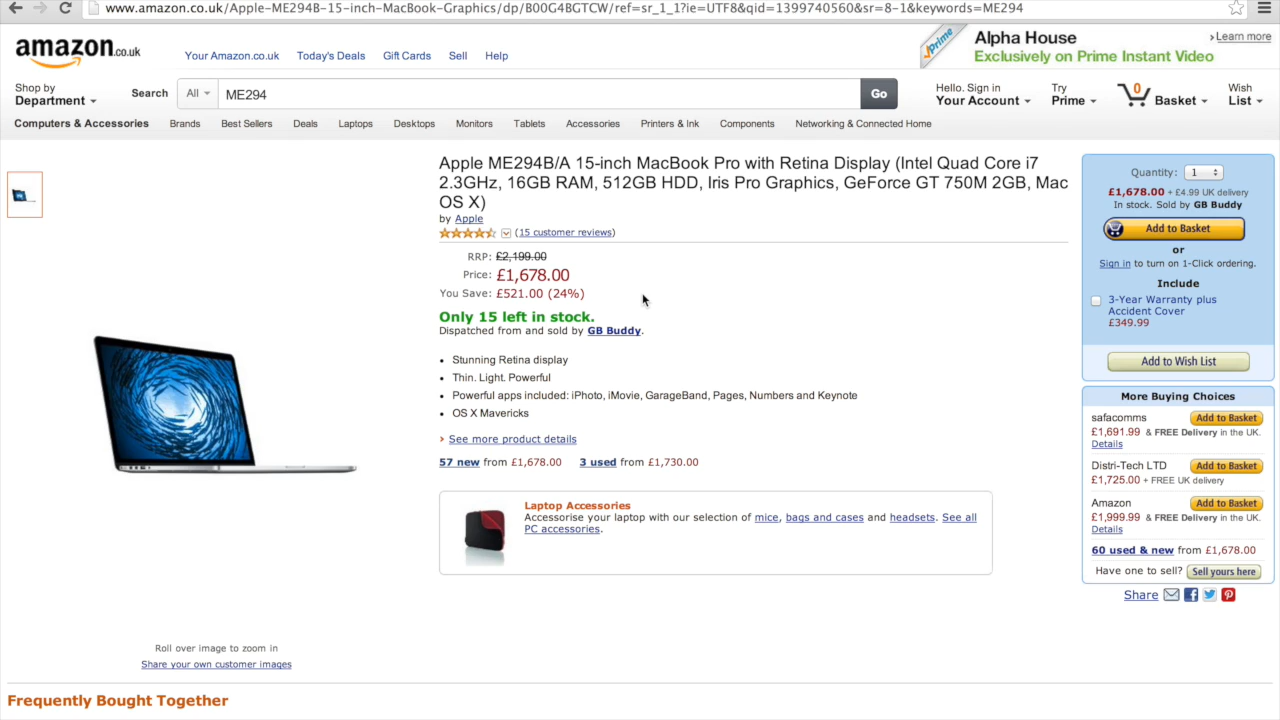 www.amazon.co.uk/Apple-ME294B-15-inch-MacBook-Pro/dp/B00G4BGTCW/ref=sr_1_1?ie=UTF8&qid=1399740560&sr=8-1&keywords=ME294
amazon.co.uk
Your Amazon.co.uk Today's Deals Gift Cards Sell Help
Prime
Alpha House
Exclusively on Prime Instant Video
Learn more
Shop by
Department
Search All ME294 Go
Hello. Sign in
Your Account
Try
Prime
0 Basket
Wish
List
Computers & Accessories Brands Best Sellers Deals Laptops Desktops Monitors Tablets Accessories Printers & Ink Components Networking & Connected Home
Apple ME294B/A 15-inch MacBook Pro with Retina Display (Intel Quad Core i7
2.3GHz, 16GB RAM, 512GB HDD, Iris Pro Graphics, GeForce GT 750M 2GB, Mac
OS X)
by Apple
(15 customer reviews)
RRP: £2,199.00
Price: £1,678.00
You Save: £521.00 (24%)
Only 15 left in stock.
Dispatched from and sold by GB Buddy.
• Stunning Retina display
• Thin. Light. Powerful
• Powerful apps included: iPhoto, iMovie, GarageBand, Pages, Numbers and Keynote
• OS X Mavericks
› See more product details
57 new from £1,678.00 3 used from £1,730.00
Laptop Accessories
Accessorise your laptop with our selection of mice, bags and cases and headsets. See all
PC accessories.
Roll over image to zoom in
Share your own customer images
Frequently Bought Together
Quantity: 1
£1,678.00 + £4.99 UK delivery
In stock. Sold by GB Buddy
Add to Basket
or
Sign in to turn on 1-Click ordering.
Include
3-Year Warranty plus
Accident Cover
£349.99
Add to Wish List
More Buying Choices
safacomms Add to Basket
£1,691.99 & FREE Delivery in the UK.
Details
Distri-Tech LTD Add to Basket
£1,725.00 + FREE UK delivery
Amazon Add to Basket
£1,999.99 & FREE Delivery in the UK.
Details
60 used & new from £1,678.00
Have one to sell? Sell yours here
Share